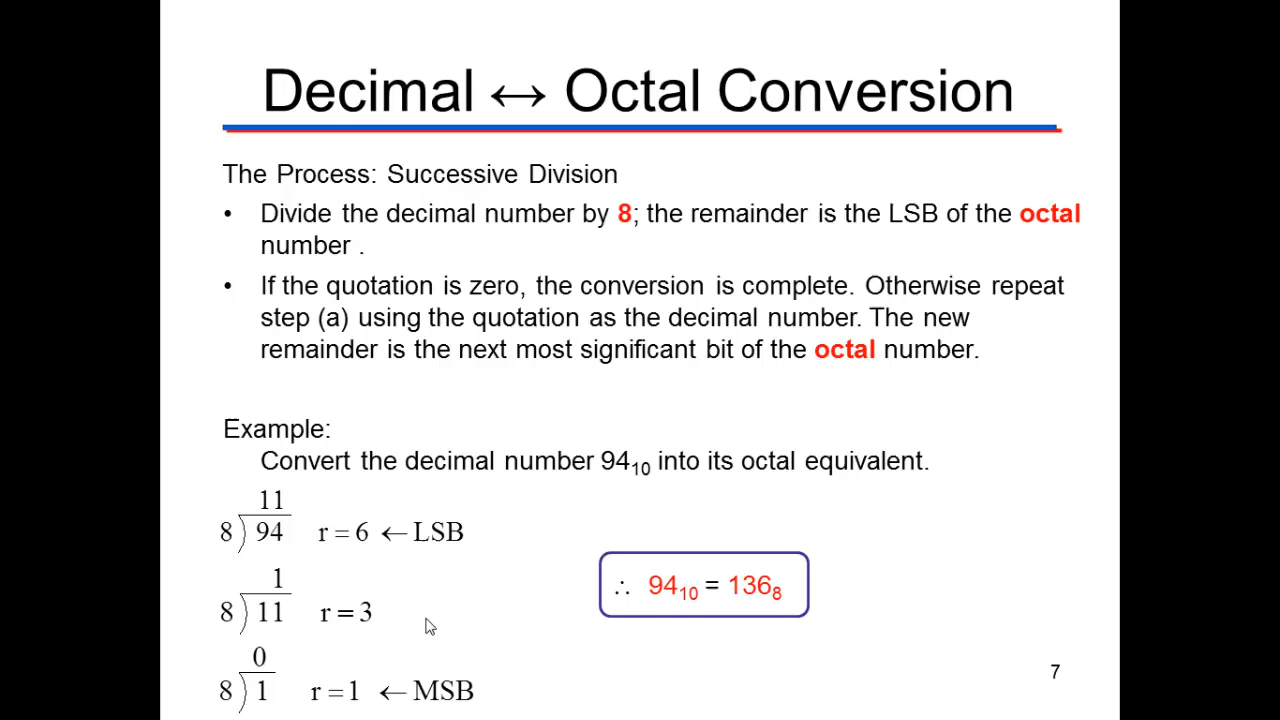 Decimal ↔ Octal Conversion
The Process: Successive Division
• Divide the decimal number by 8; the remainder is the LSB of the octal
number .
• If the quotation is zero, the conversion is complete. Otherwise repeat
step (a) using the quotation as the decimal number. The new
remainder is the next most significant bit of the octal number.
Example:
Convert the decimal number 94₁₀ into its octal equivalent.
11
8 ) 94 r = 6 ← LSB
∴ 94₁₀ = 136₈
1
8 ) 11 r = 3
0
8 ) 1 r = 1 ← MSB
7